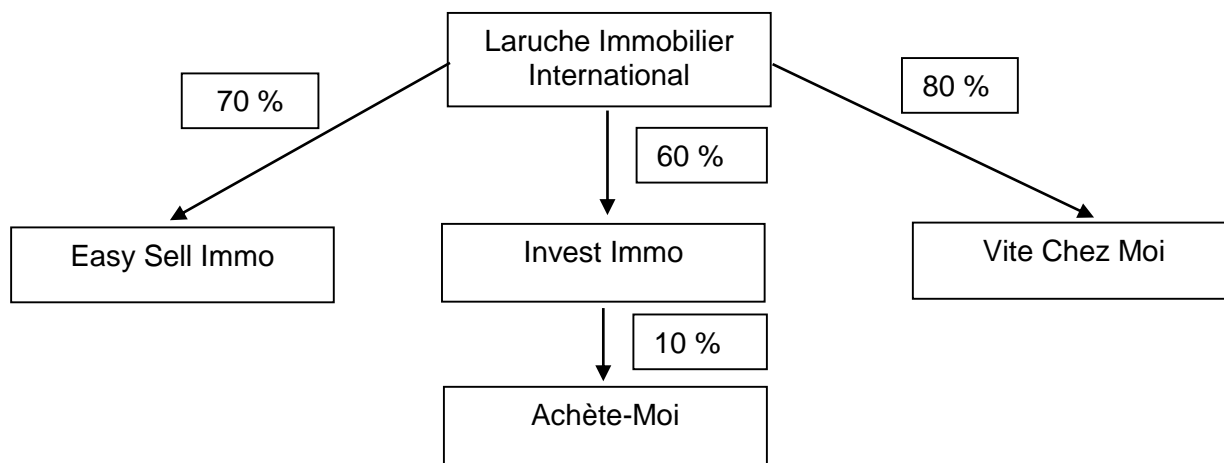 Laruche Immobilier
International
70 %
80 %
60 %
Easy Sell Immo
Invest Immo
Vite Chez Moi
10 %
Achète-Moi